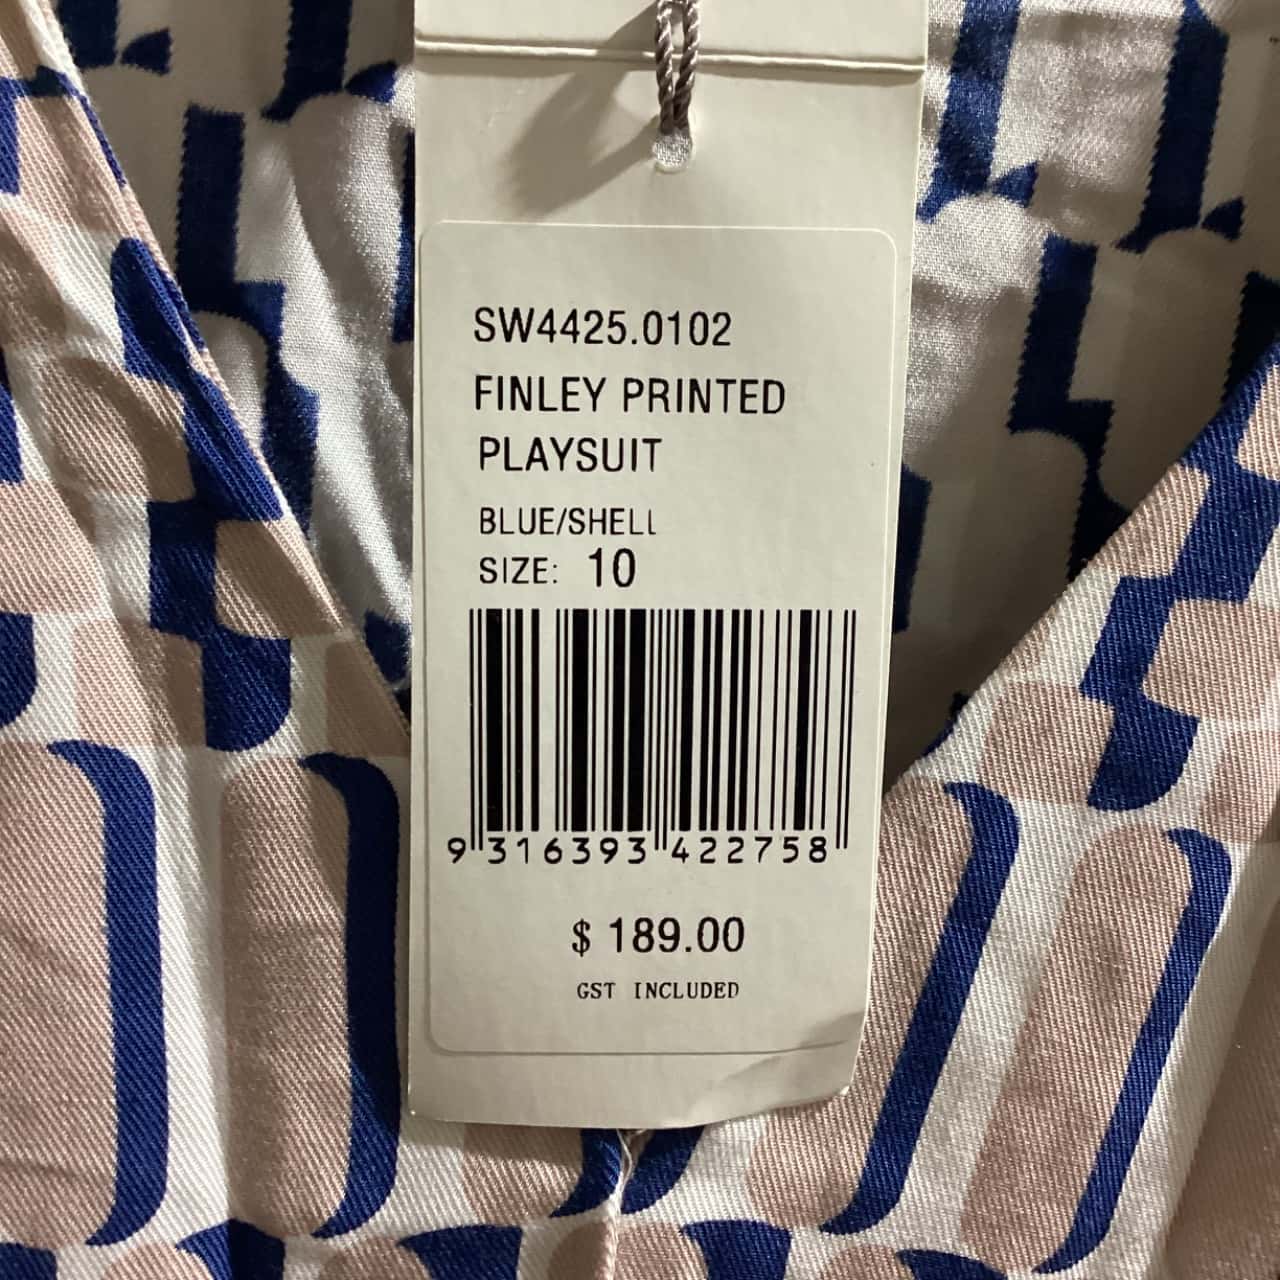 SW4425.0102
FINLEY PRINTED
PLAYSUIT
BLUE/SHELL
SIZE: 10
9 316393 422758
$ 189.00
GST INCLUDED